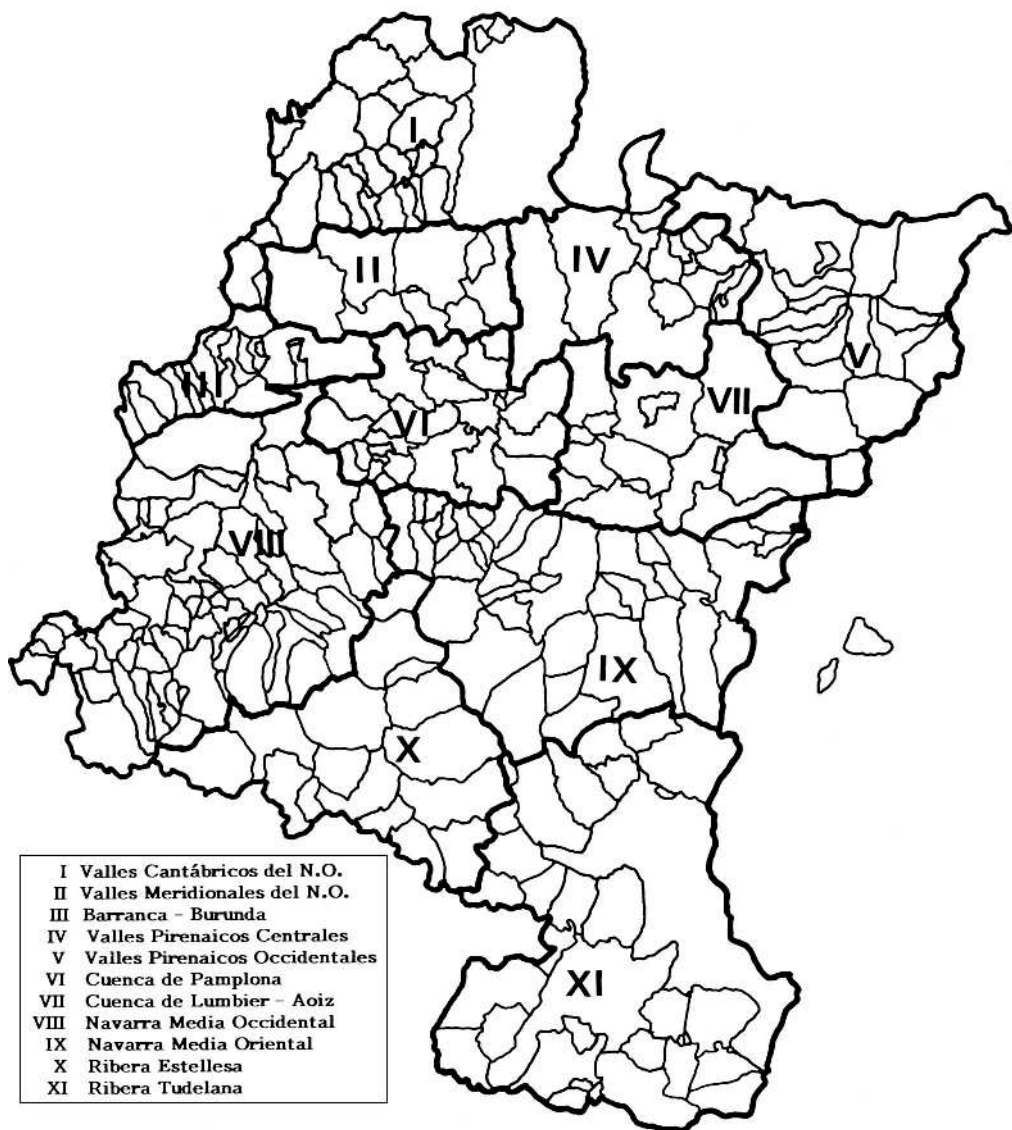 I
II
IV
V
III
VI
VII
VIII
IX
X
XI
I Valles Cantábricos del N.O.
II Valles Meridionales del N.O.
III Barranca - Burunda
IV Valles Pirenaicos Centrales
V Valles Pirenaicos Occidentales
VI Cuenca de Pamplona
VII Cuenca de Lumbier - Aoiz
VIII Navarra Media Occidental
IX Navarra Media Oriental
X Ribera Estellesa
XI Ribera Tudelana